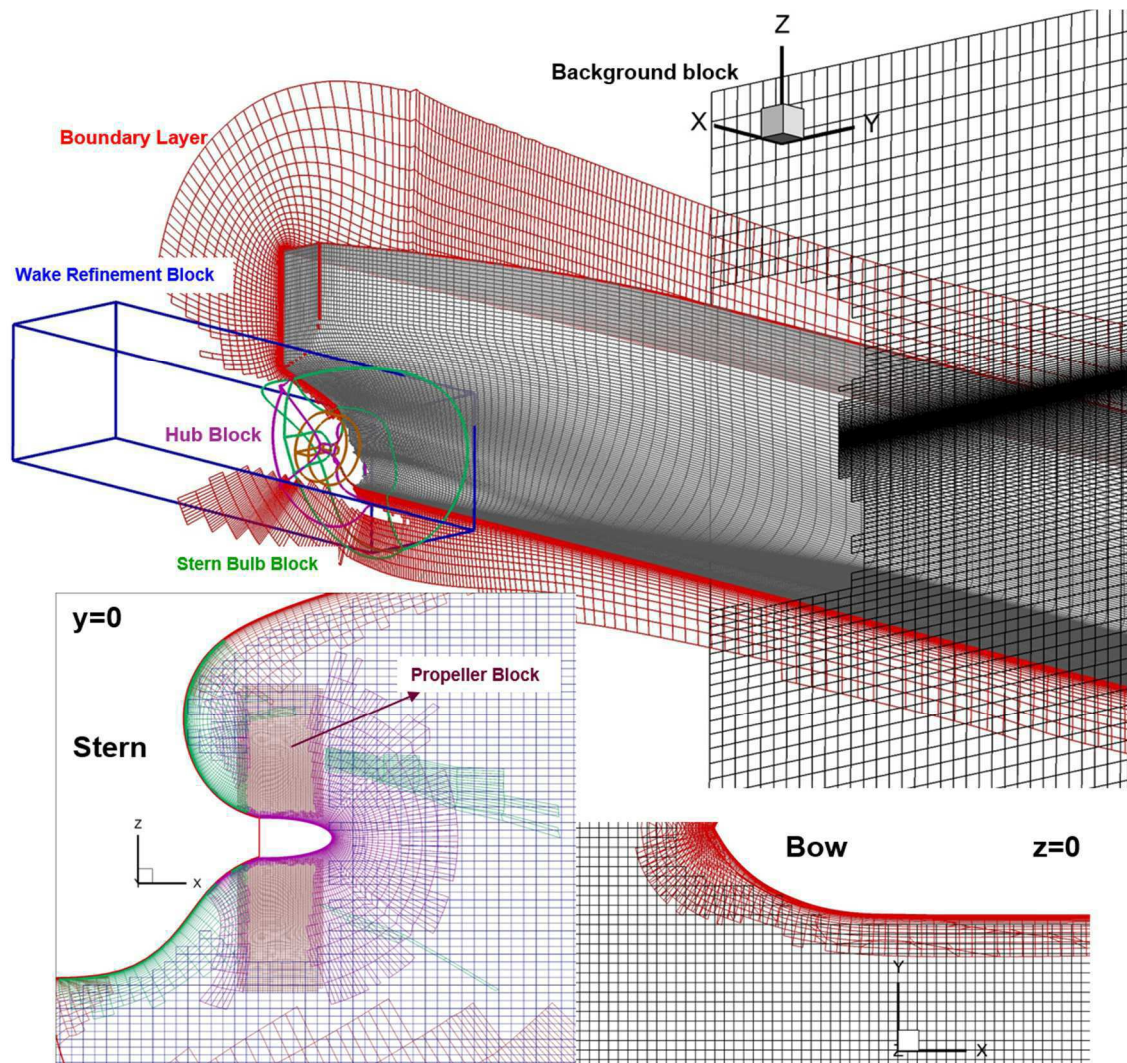 Z
Background block
X
Y
Boundary Layer
Wake Refinement Block
Hub Block
Stern Bulb Block
y=0
Propeller Block
Stern
Z
X
Bow
z=0
Y
Z
X